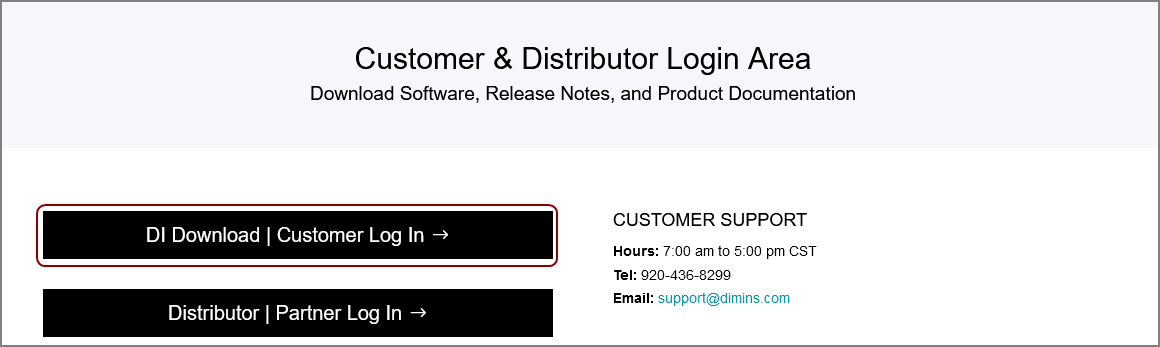 Customer & Distributor Login Area
Download Software, Release Notes, and Product Documentation
DI Download | Customer Log In →
Distributor | Partner Log In →
CUSTOMER SUPPORT
Hours: 7:00 am to 5:00 pm CST
Tel: 920-436-8299
Email: support@dimins.com